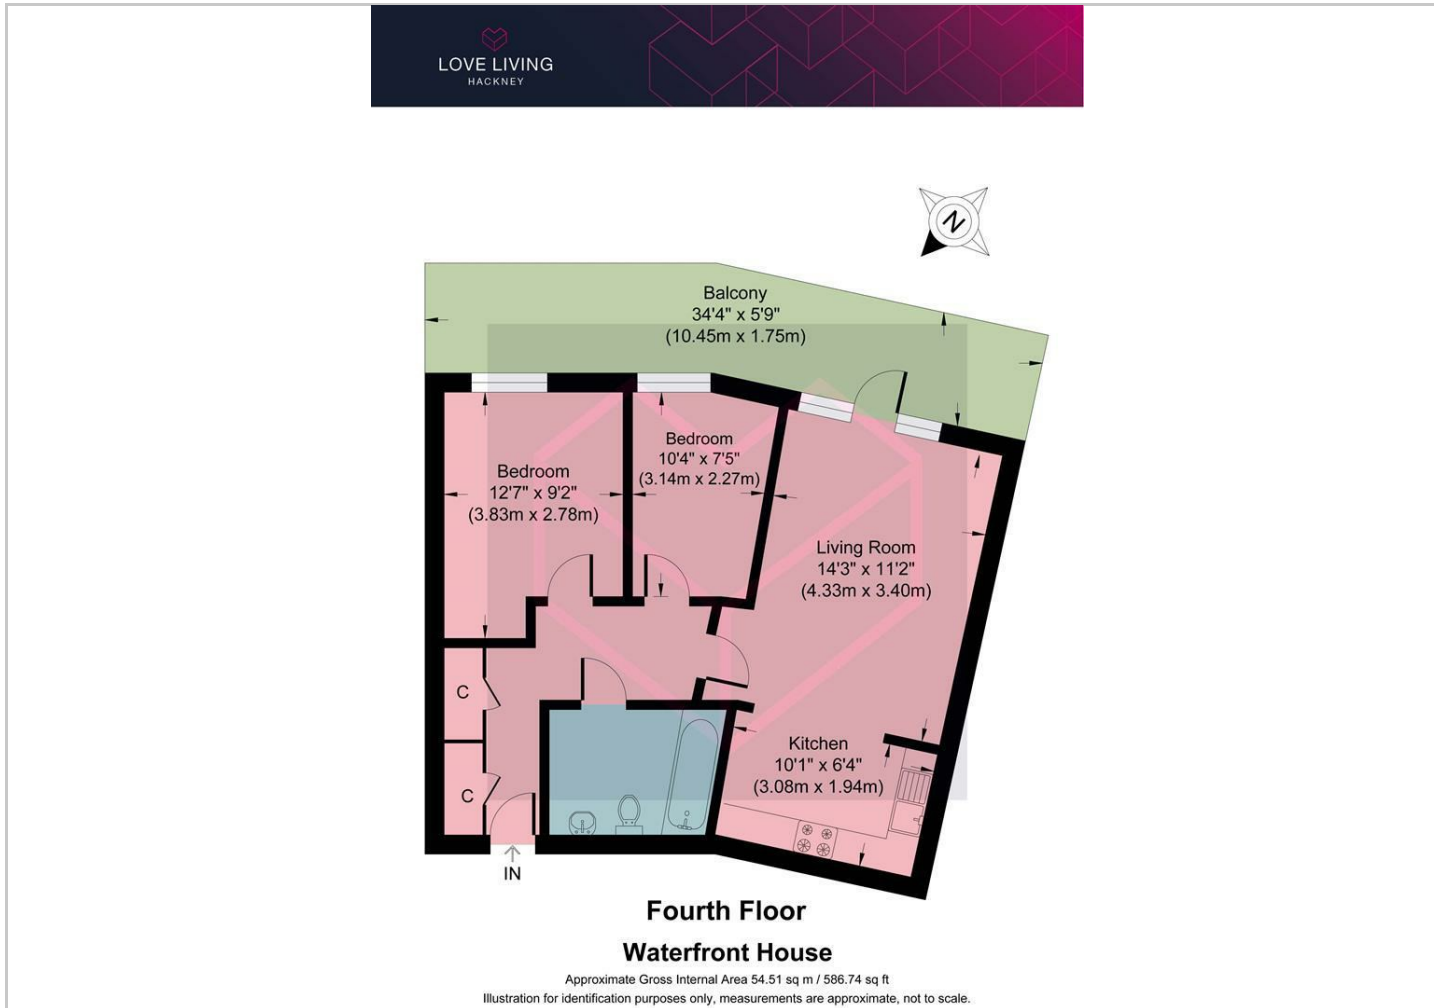 LOVE LIVING
HACKNEY
N
Balcony
34'4" x 5'9"
(10.45m x 1.75m)
Bedroom
12'7" x 9'2"
(3.83m x 2.78m)
Bedroom
10'4" x 7'5"
(3.14m x 2.27m)
Living Room
14'3" x 11'2"
(4.33m x 3.40m)
C
Kitchen
10'1" x 6'4"
(3.08m x 1.94m)
C
IN
Fourth Floor
Waterfront House
Approximate Gross Internal Area 54.51 sq m / 586.74 sq ft
Illustration for identification purposes only, measurements are approximate, not to scale.